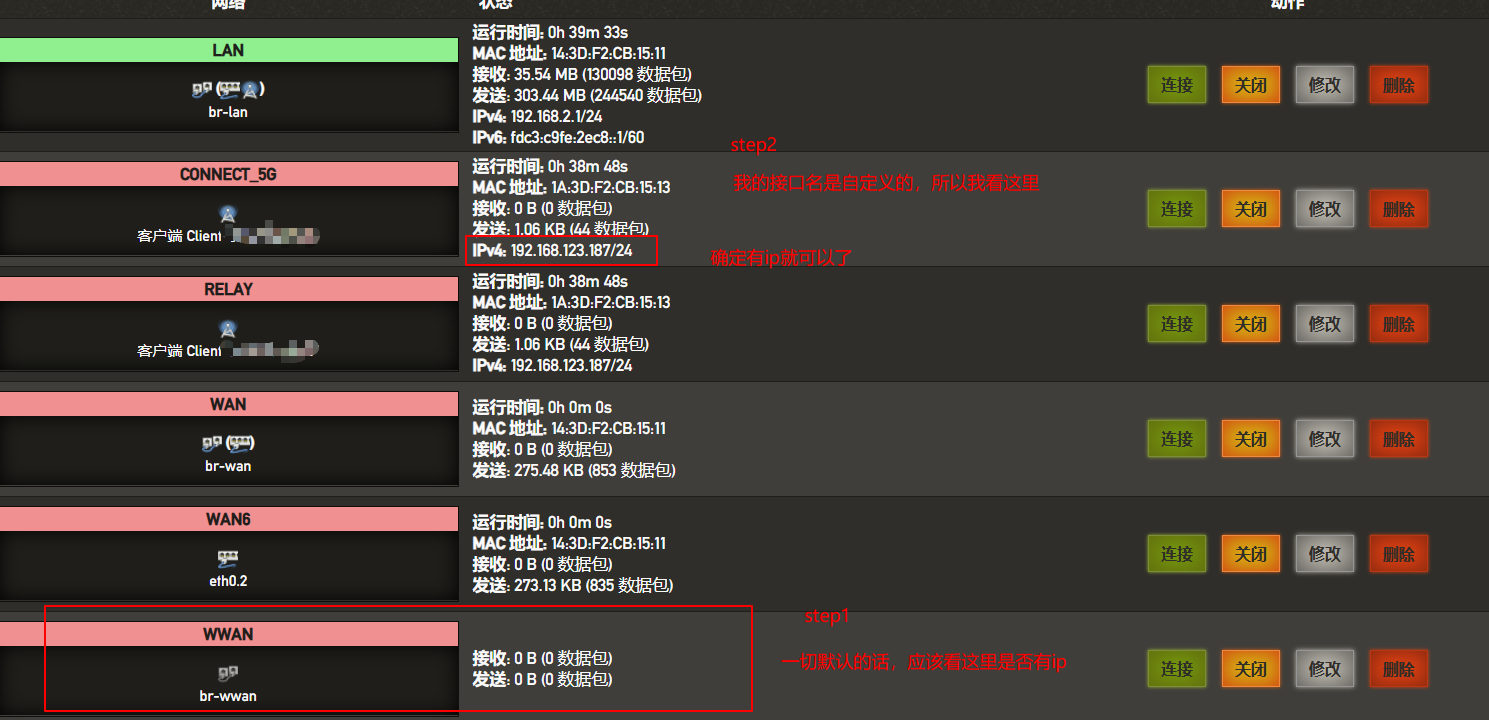 网络 状态 动作
LAN
br-lan
运行时间: 0h 39m 33s
MAC 地址: 14:3D:F2:CB:15:11
接收: 35.54 MB (130098 数据包)
发送: 303.44 MB (244540 数据包)
IPv4: 192.168.2.1/24
IPv6: fdc3:c9fe:2ec8::1/60
连接 关闭 修改 删除
step2
CONNECT_5G
客户端 Client
运行时间: 0h 38m 48s
MAC 地址: 1A:3D:F2:CB:15:13
接收: 0 B (0 数据包)
发送: 1.06 KB (44 数据包)
IPv4: 192.168.123.187/24
我的接口名是自定义的，所以我看这里
确定有ip就可以了
连接 关闭 修改 删除
RELAY
客户端 Client
运行时间: 0h 38m 48s
MAC 地址: 1A:3D:F2:CB:15:13
接收: 0 B (0 数据包)
发送: 1.06 KB (44 数据包)
IPv4: 192.168.123.187/24
连接 关闭 修改 删除
WAN
br-wan
运行时间: 0h 0m 0s
MAC 地址: 14:3D:F2:CB:15:11
接收: 0 B (0 数据包)
发送: 275.48 KB (853 数据包)
连接 关闭 修改 删除
WAN6
eth0.2
运行时间: 0h 0m 0s
MAC 地址: 14:3D:F2:CB:15:11
接收: 0 B (0 数据包)
发送: 273.13 KB (835 数据包)
连接 关闭 修改 删除
step1
WWAN
br-wwan
接收: 0 B (0 数据包)
发送: 0 B (0 数据包)
一切默认的话，应该看这里是否有ip
连接 关闭 修改 删除